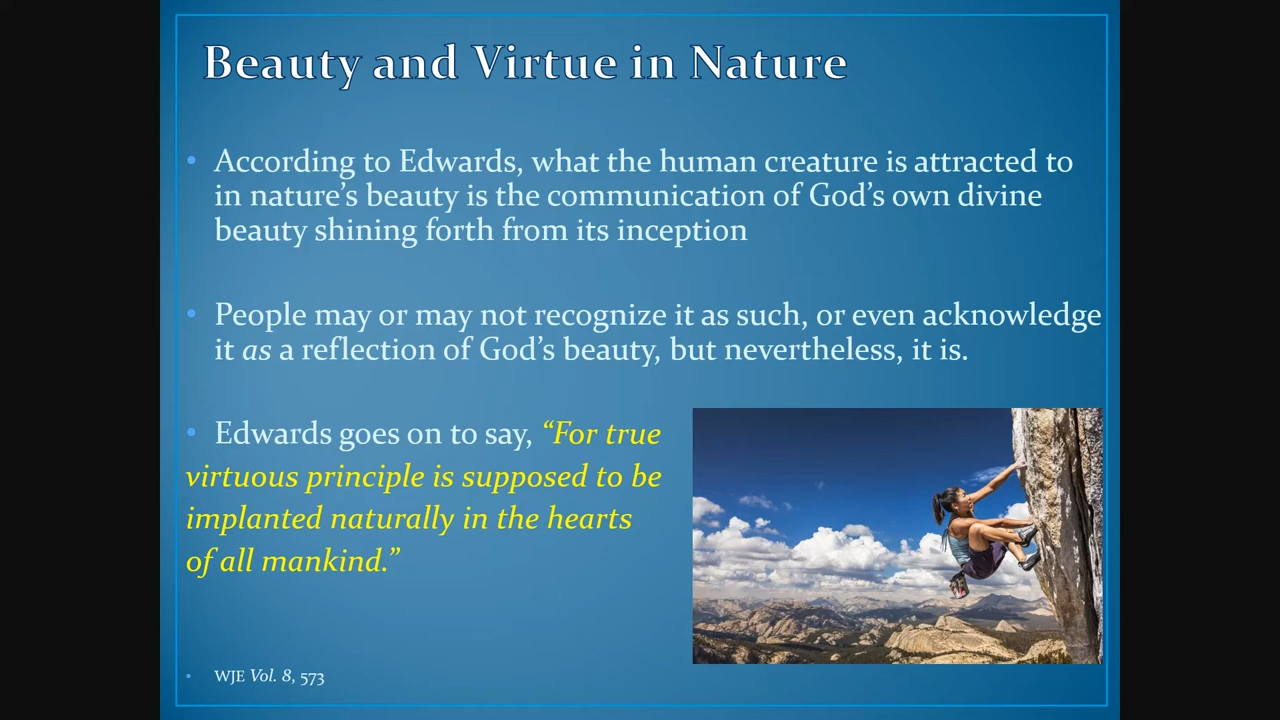 Beauty and Virtue in Nature
• According to Edwards, what the human creature is attracted to
in nature’s beauty is the communication of God’s own divine
beauty shining forth from its inception
• People may or may not recognize it as such, or even acknowledge
it as a reflection of God’s beauty, but nevertheless, it is.
• Edwards goes on to say, “For true
virtuous principle is supposed to be
implanted naturally in the hearts
of all mankind.”
• WJE Vol. 8, 573